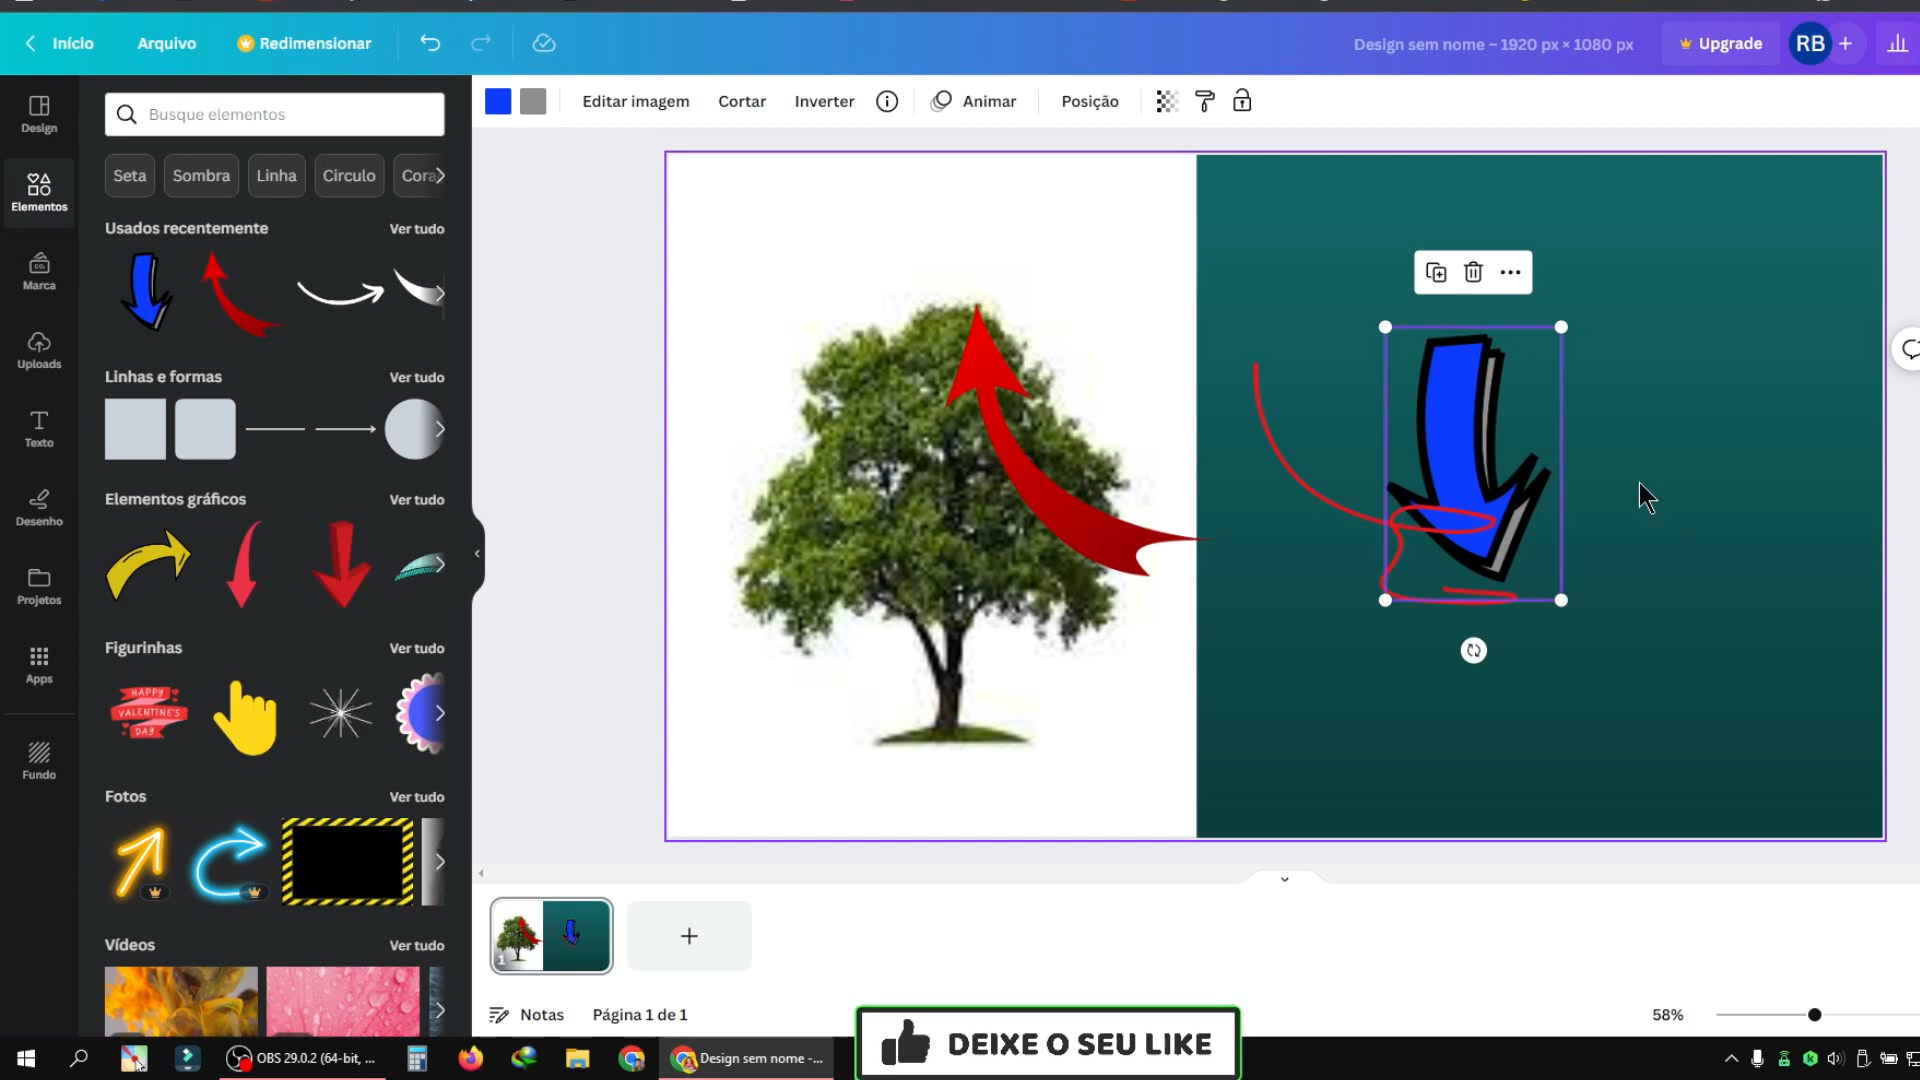 Início Arquivo Redimensionar Design sem nome – 1920 px × 1080 px Upgrade RB +
Editar imagem Cortar Inverter Animar Posição
Design
Elementos
Marca
Uploads
Texto
Desenho
Projetos
Apps
Fundo
Busque elementos
Seta Sombra Linha Circulo Cora
Usados recentemente Ver tudo
Linhas e formas Ver tudo
Elementos gráficos Ver tudo
Figurinhas Ver tudo
HAPPY
VALENTINE'S
DAY
Fotos Ver tudo
Vídeos Ver tudo
1
Notas Página 1 de 1 58%
DEIXE O SEU LIKE
OBS 29.0.2 (64-bit, ... Design sem nome -...